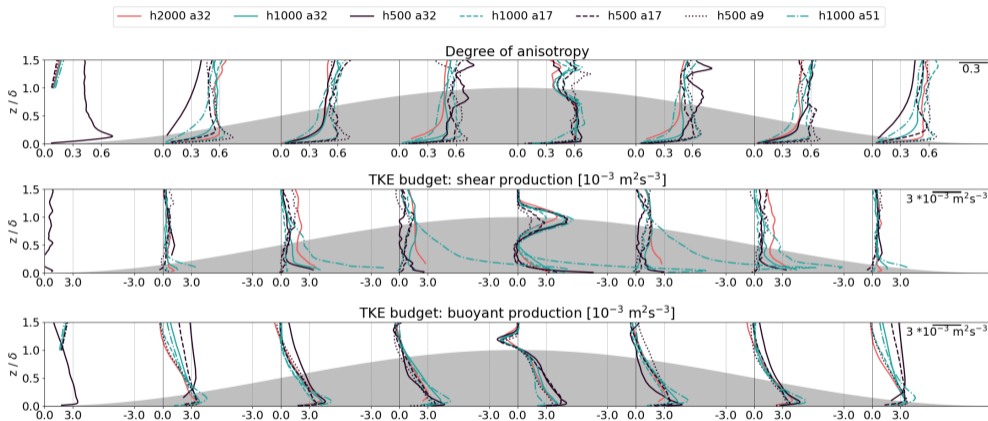 h2000 a32 h1000 a32 h500 a32 h1000 a17 h500 a17 h500 a9 h1000 a51
Degree of anisotropy
z / δ
1.5
1.0
0.5
0.0
0.3
0.0 0.3 0.6 0.0 0.3 0.6 0.0 0.3 0.6 0.0 0.3 0.6 0.0 0.3 0.6 0.0 0.3 0.6 0.0 0.3 0.6 0.0 0.3 0.6
TKE budget: shear production [10⁻³ m²s⁻³]
z / δ
1.5
1.0
0.5
0.0
3 *10⁻³ m²s⁻³
0.0 -3.0 0.0 3.0 -3.0 0.0 3.0 -3.0 0.0 3.0 -3.0 0.0 3.0 -3.0 0.0 3.0 -3.0 0.0 3.0 -3.0 0.0 3.0
TKE budget: buoyant production [10⁻³ m²s⁻³]
z / δ
1.5
1.0
0.5
0.0
3 *10⁻³ m²s⁻³
0.0 3.0 -3.0 0.0 3.0 -3.0 0.0 3.0 -3.0 0.0 3.0 -3.0 0.0 3.0 -3.0 0.0 3.0 -3.0 0.0 3.0 -3.0 0.0 3.0